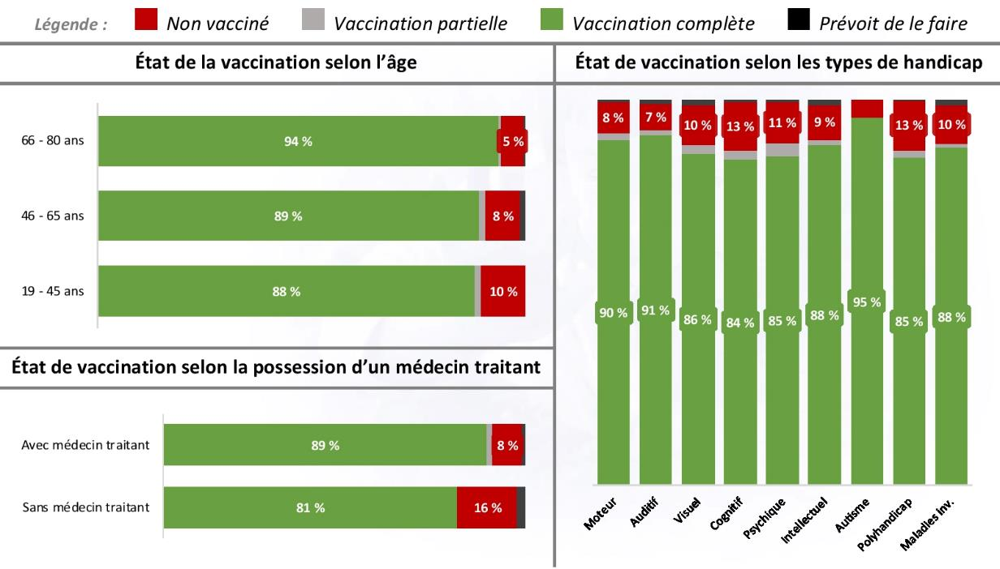 Légende : Non vacciné Vaccination partielle Vaccination complète Prévoit de le faire
État de la vaccination selon l’âge
66 - 80 ans 94 % 5 %
46 - 65 ans 89 % 8 %
19 - 45 ans 88 % 10 %
État de vaccination selon la possession d’un médecin traitant
Avec médecin traitant 89 % 8 %
Sans médecin traitant 81 % 16 %
État de vaccination selon les types de handicap
8 % 7 % 10 % 13 % 11 % 9 % 13 % 10 %
90 % 91 % 86 % 84 % 85 % 88 % 95 % 85 % 88 %
Moteur
Auditif
Visuel
Cognitif
Psychique
Intellectuel
Autisme
Polyhandicap
Maladies Inv.